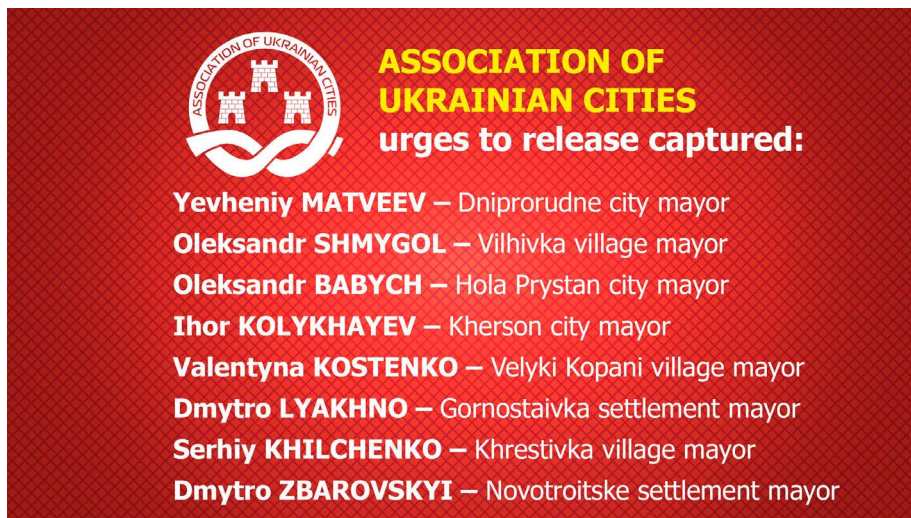 ASSOCIATION OF UKRAINIAN CITIES
ASSOCIATION OF
UKRAINIAN CITIES
urges to release captured:
Yevheniy MATVEEV – Dniprorudne city mayor
Oleksandr SHMYGOL – Vilhivka village mayor
Oleksandr BABYCH – Hola Prystan city mayor
Ihor KOLYKHAYEV – Kherson city mayor
Valentyna KOSTENKO – Velyki Kopani village mayor
Dmytro LYAKHNO – Gornostaivka settlement mayor
Serhiy KHILCHENKO – Khrestivka village mayor
Dmytro ZBAROVSKYI – Novotroitske settlement mayor